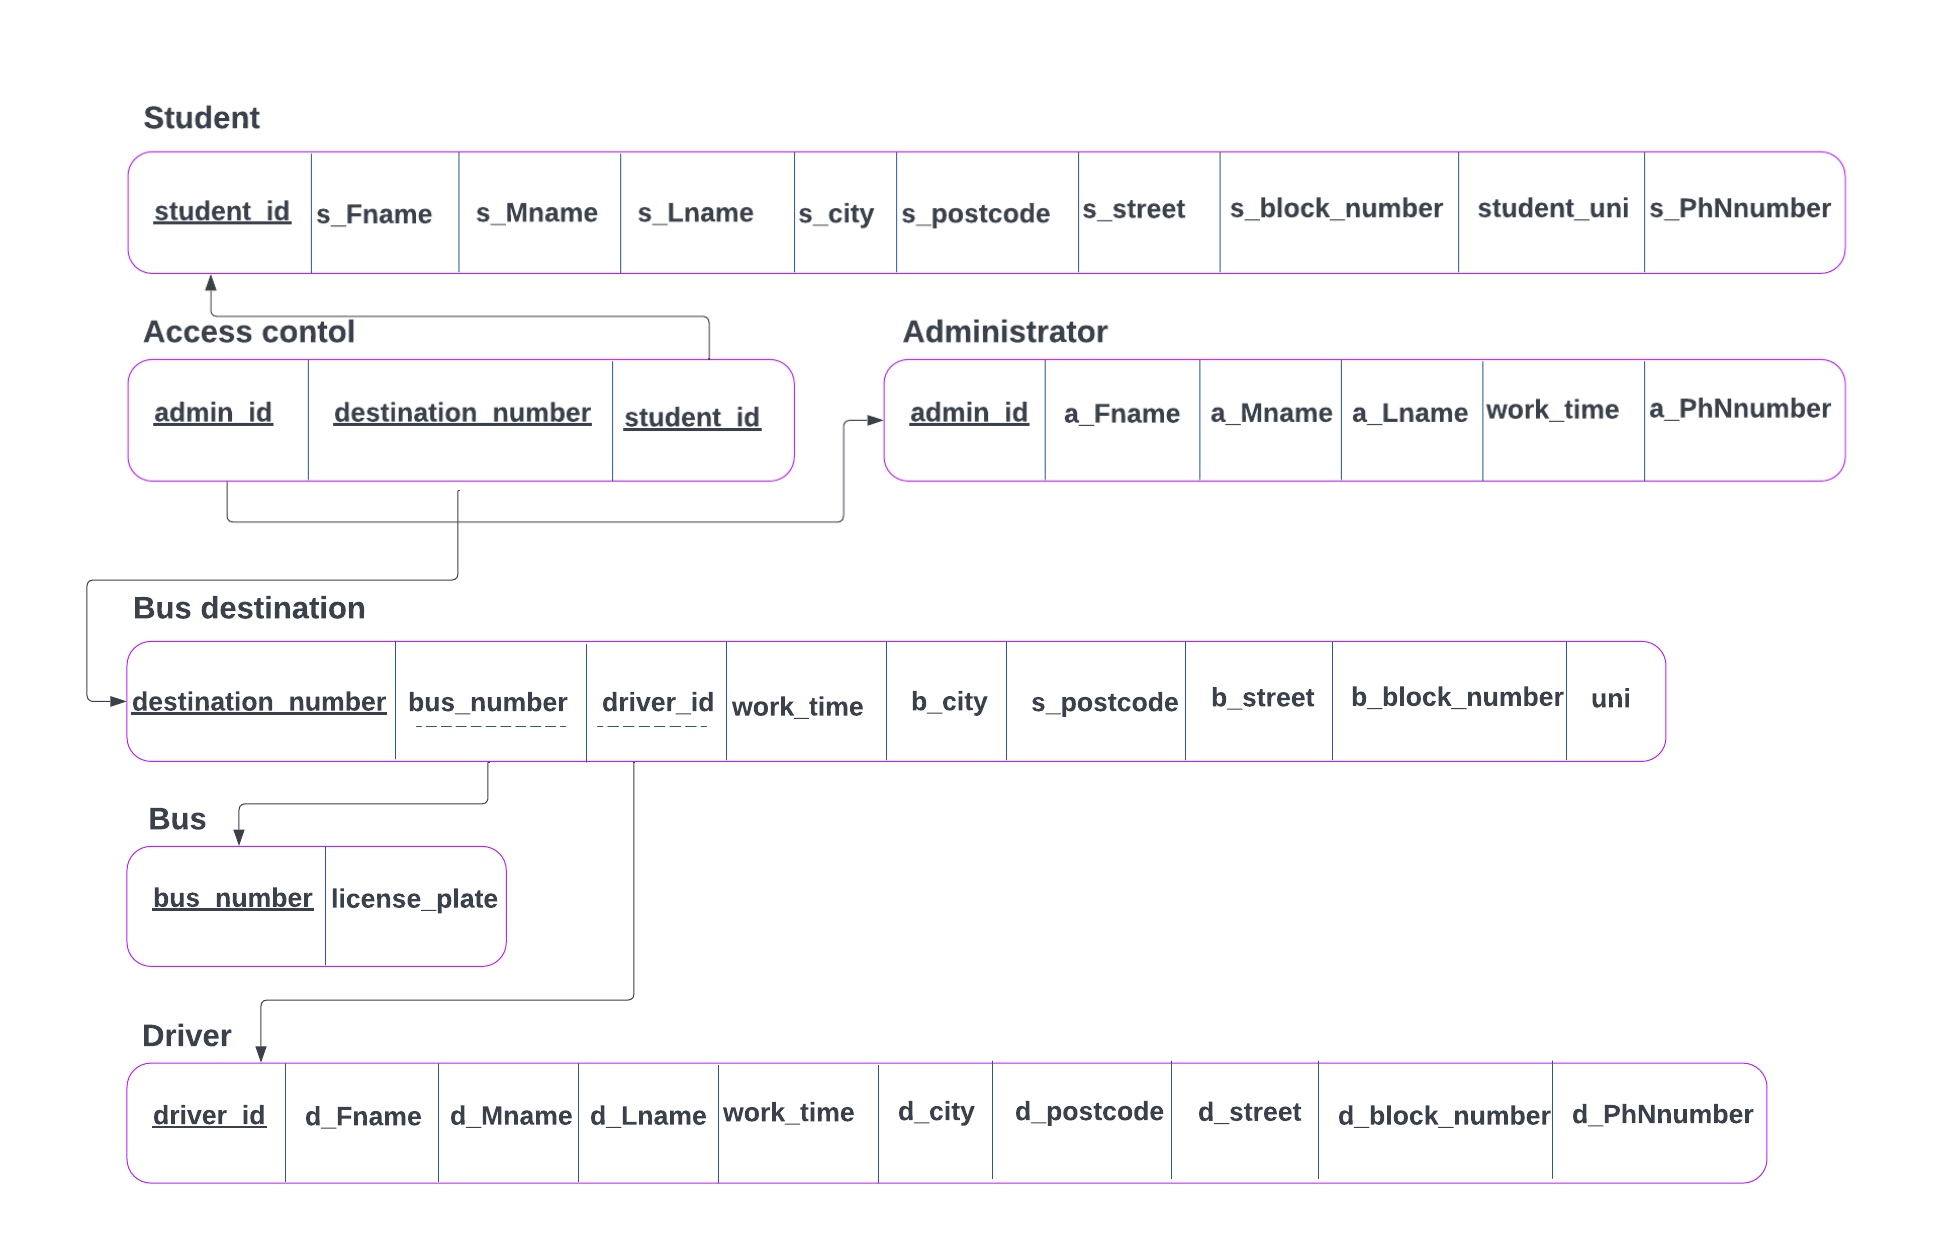 Student
student_id s_Fname s_Mname s_Lname s_city s_postcode s_street s_block_number student_uni s_PhNnumber
Access contol
admin_id destination_number student_id
Administrator
admin_id a_Fname a_Mname a_Lname work_time a_PhNnumber
Bus destination
destination_number bus_number driver_id work_time b_city s_postcode b_street b_block_number uni
Bus
bus_number license_plate
Driver
driver_id d_Fname d_Mname d_Lname work_time d_city d_postcode d_street d_block_number d_PhNnumber